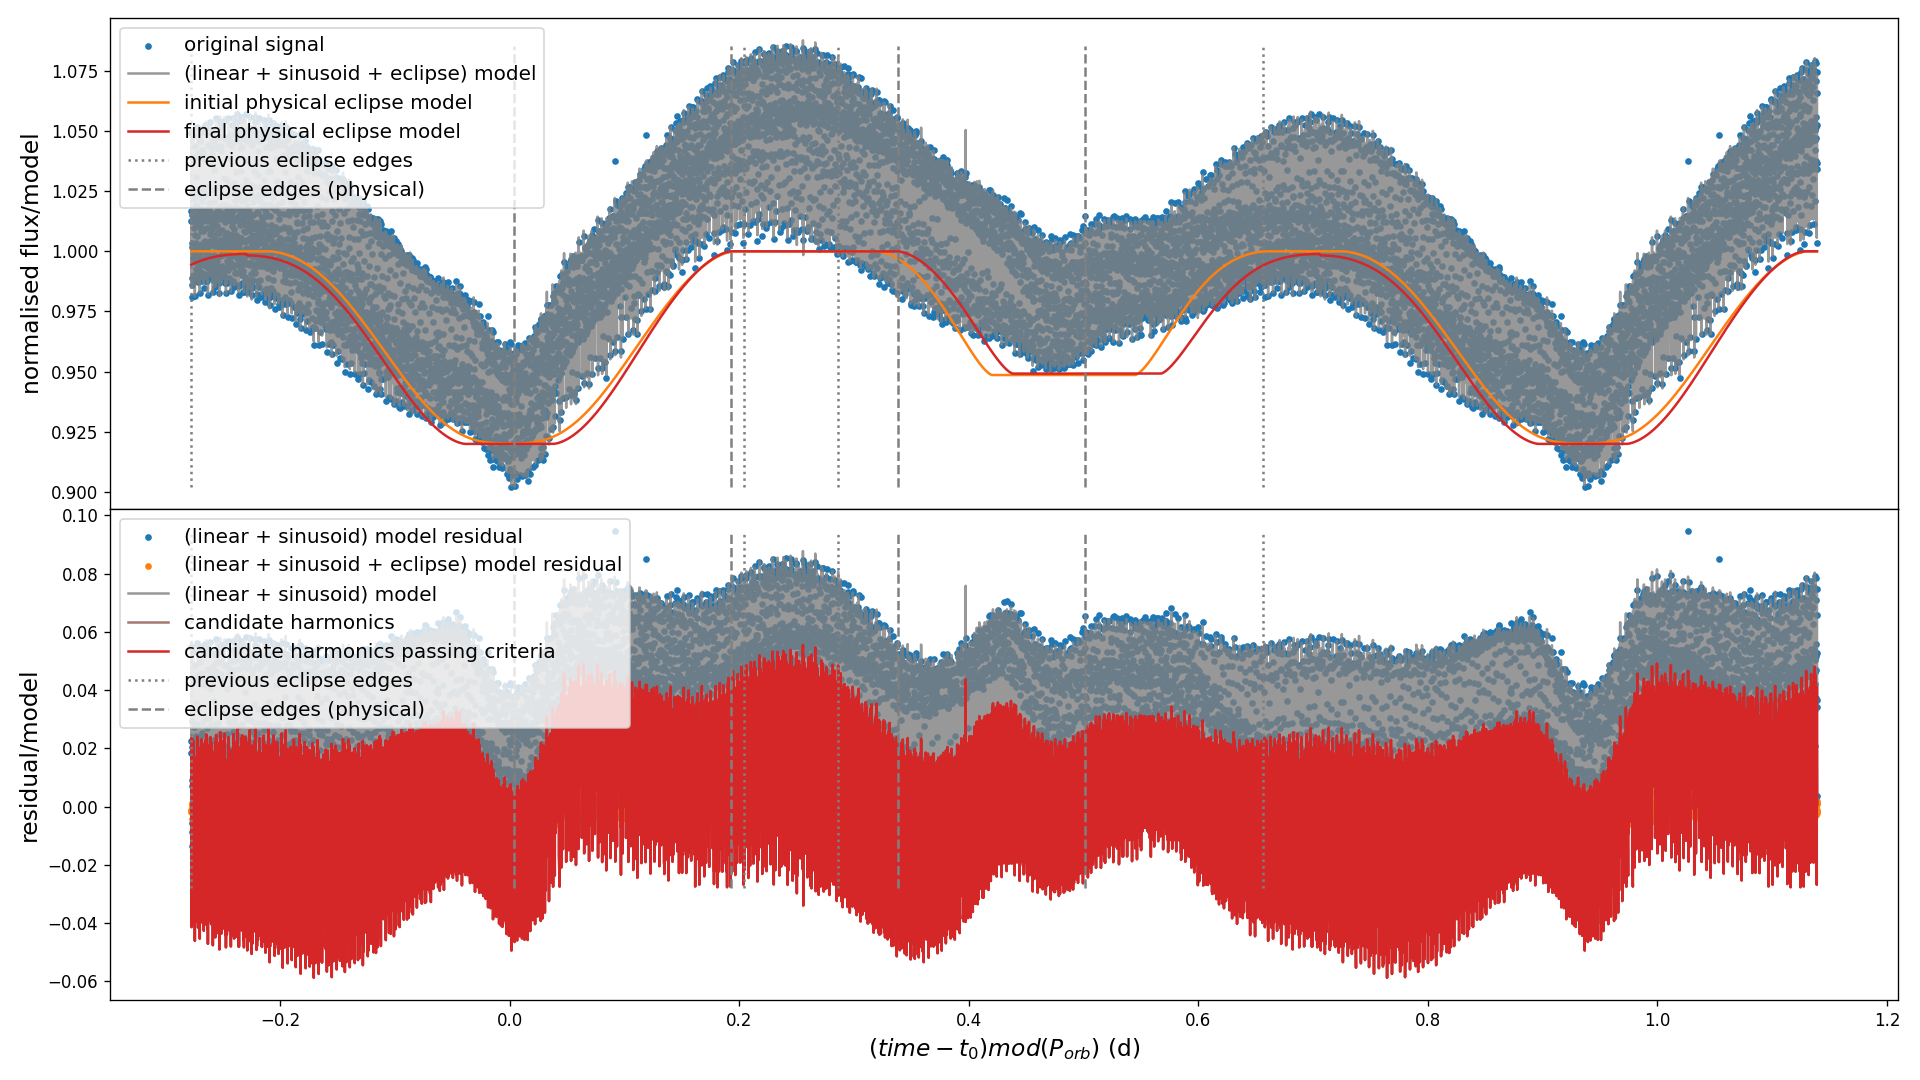 original signal
(linear + sinusoid + eclipse) model
initial physical eclipse model
final physical eclipse model
previous eclipse edges
eclipse edges (physical)
normalised flux/model
1.075
1.050
1.025
1.000
0.975
0.950
0.925
0.900
(linear + sinusoid) model residual
(linear + sinusoid + eclipse) model residual
(linear + sinusoid) model
candidate harmonics
candidate harmonics passing criteria
previous eclipse edges
eclipse edges (physical)
residual/model
0.10
0.08
0.06
0.04
0.02
0.00
−0.02
−0.04
−0.06
−0.2 0.0 0.2 0.4 0.6 0.8 1.0 1.2
(time − t₀)mod(P_orb) (d)